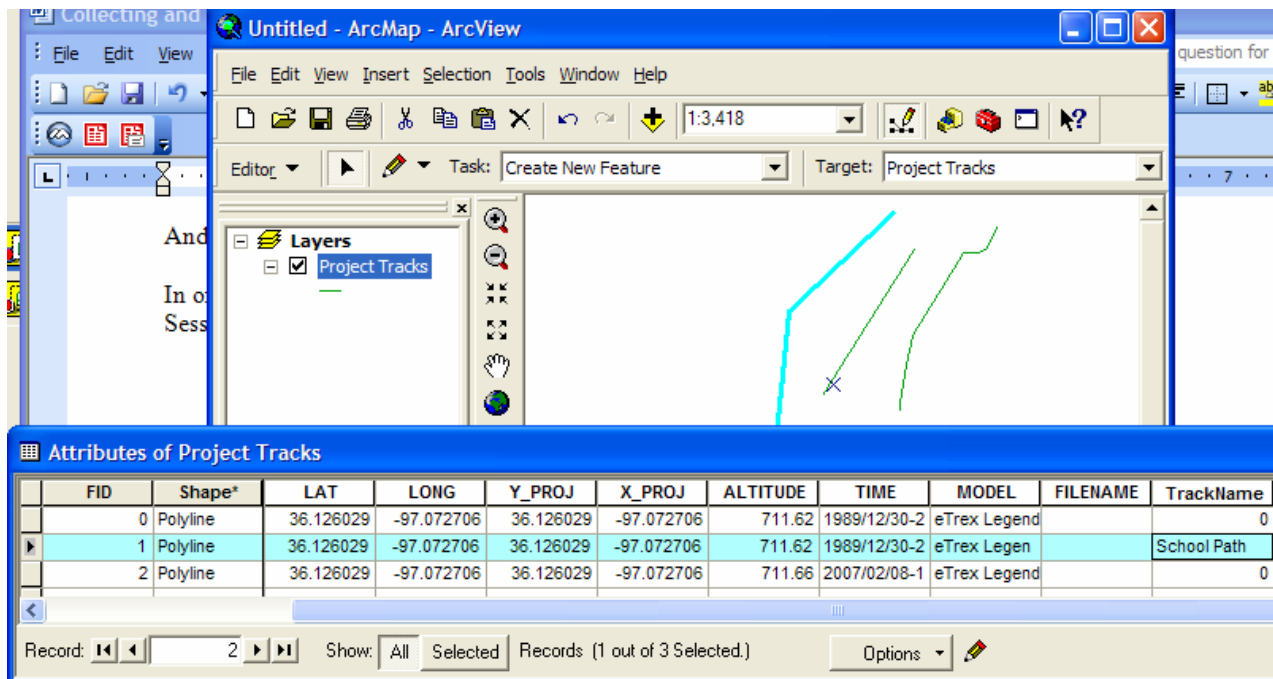 Collecting and
File Edit View
question for
L
7
And
In o
Sess
Untitled - ArcMap - ArcView
File Edit View Insert Selection Tools Window Help
1:3,418
Editor Task: Create New Feature Target: Project Tracks
Layers
Project Tracks
Attributes of Project Tracks
FID Shape* LAT LONG Y_PROJ X_PROJ ALTITUDE TIME MODEL FILENAME TrackName
0 Polyline 36.126029 -97.072706 36.126029 -97.072706 711.62 1989/12/30-2 eTrex Legend 0
1 Polyline 36.126029 -97.072706 36.126029 -97.072706 711.62 1989/12/30-2 eTrex Legen School Path
2 Polyline 36.126029 -97.072706 36.126029 -97.072706 711.66 2007/02/08-1 eTrex Legend 0
Record: 2 Show: All Selected Records (1 out of 3 Selected.) Options